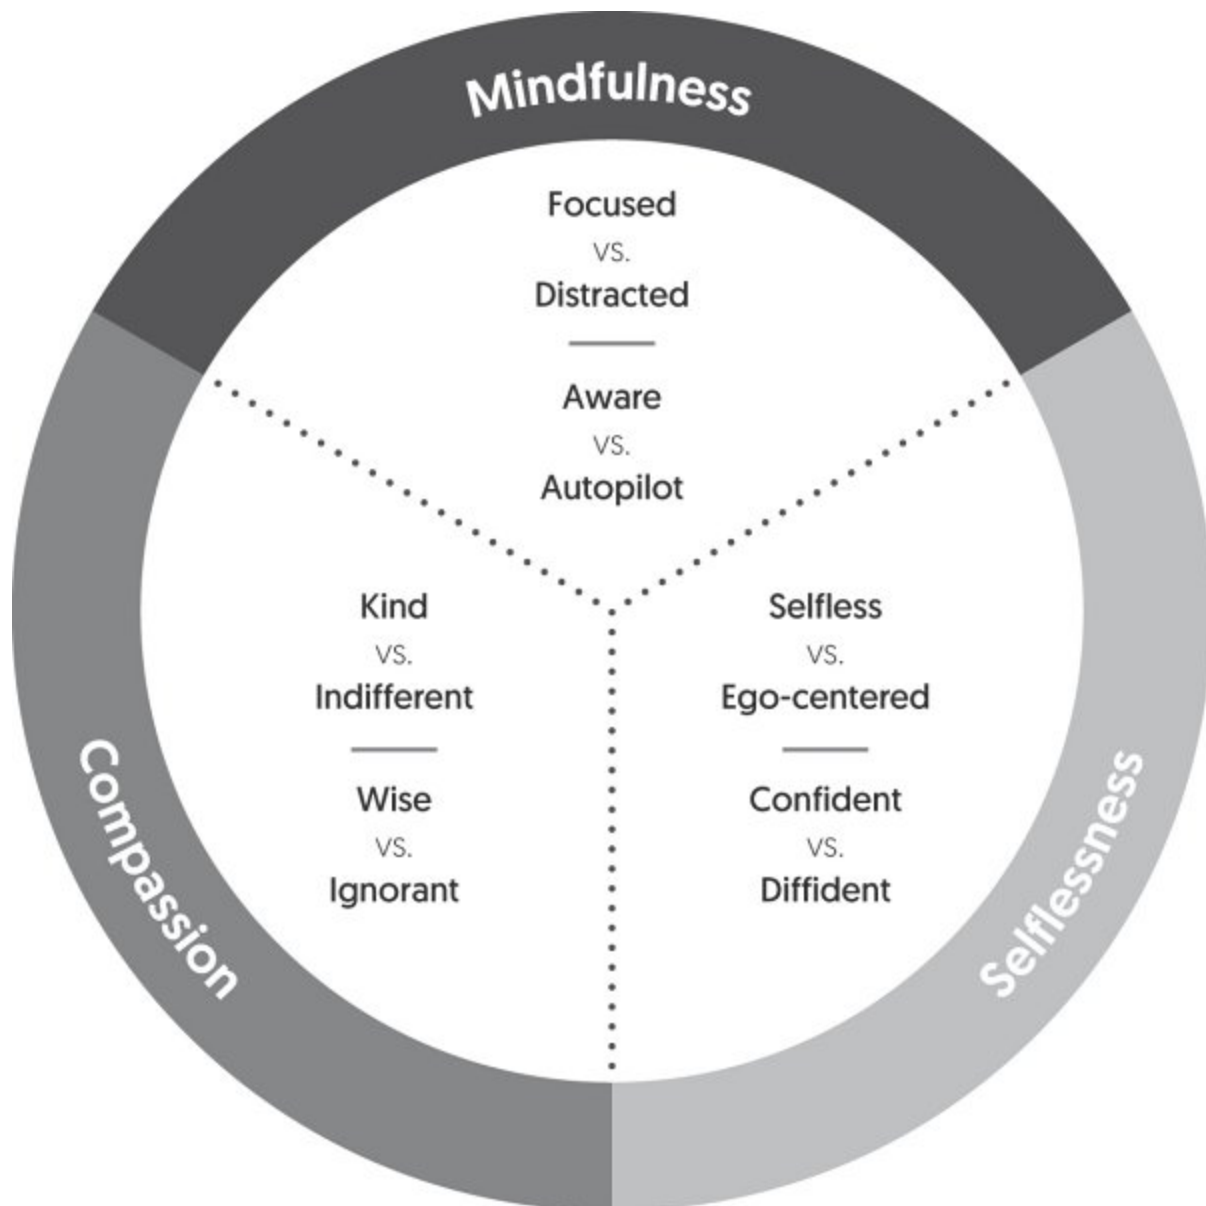 Mindfulness
Focused
vs.
Distracted
Aware
vs.
Autopilot
Compassion
Kind
vs.
Indifferent
Wise
vs.
Ignorant
Selflessness
Selfless
vs.
Ego-centered
Confident
vs.
Diffident